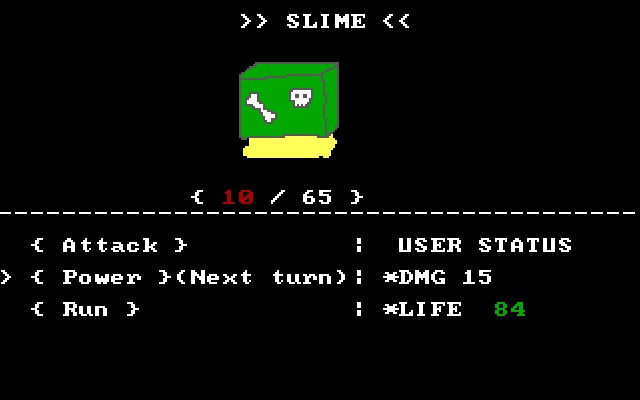 >> SLIME <<
{ 10 / 65 }
{ Attack } | USER STATUS
> { Power }(Next turn)| *DMG 15
{ Run } | *LIFE 84